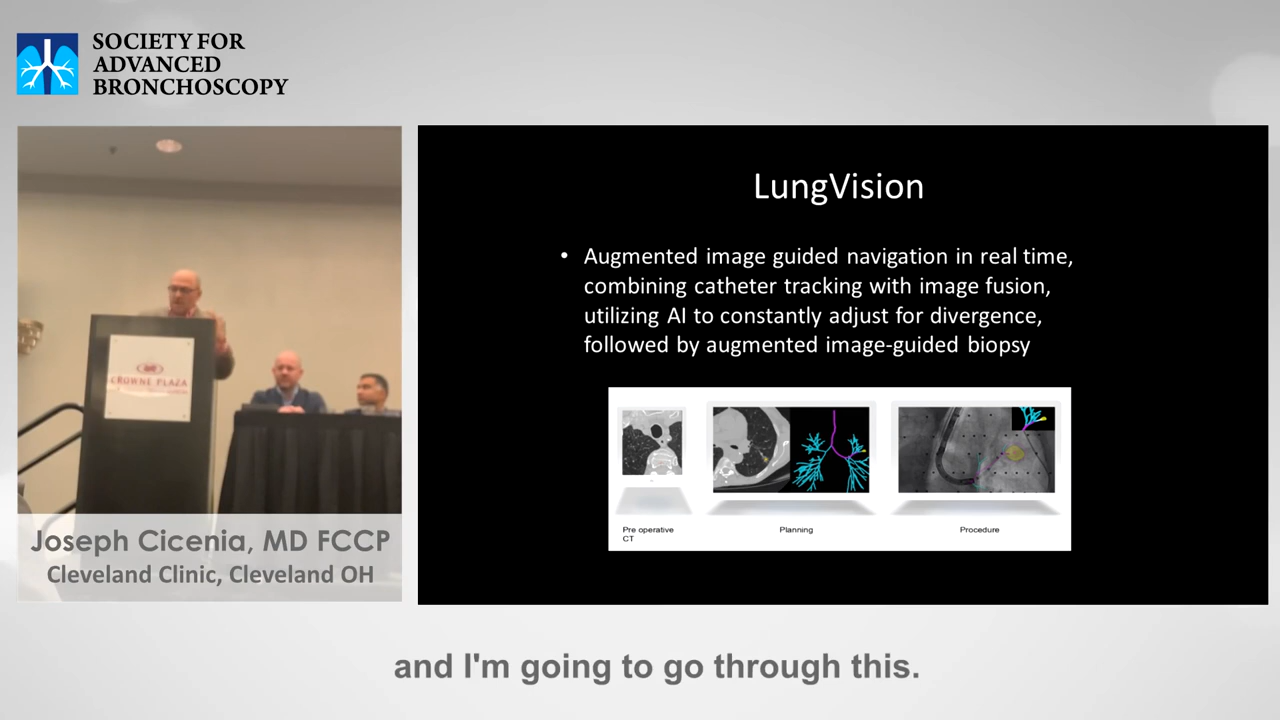 SOCIETY FOR
ADVANCED
BRONCHOSCOPY
CROWNE PLAZA
Joseph Cicenia, MD FCCP
Cleveland Clinic, Cleveland OH
LungVision
• Augmented image guided navigation in real time,
combining catheter tracking with image fusion,
utilizing AI to constantly adjust for divergence,
followed by augmented image-guided biopsy
Pre operative
CT
Planning
Procedure
and I'm going to go through this.